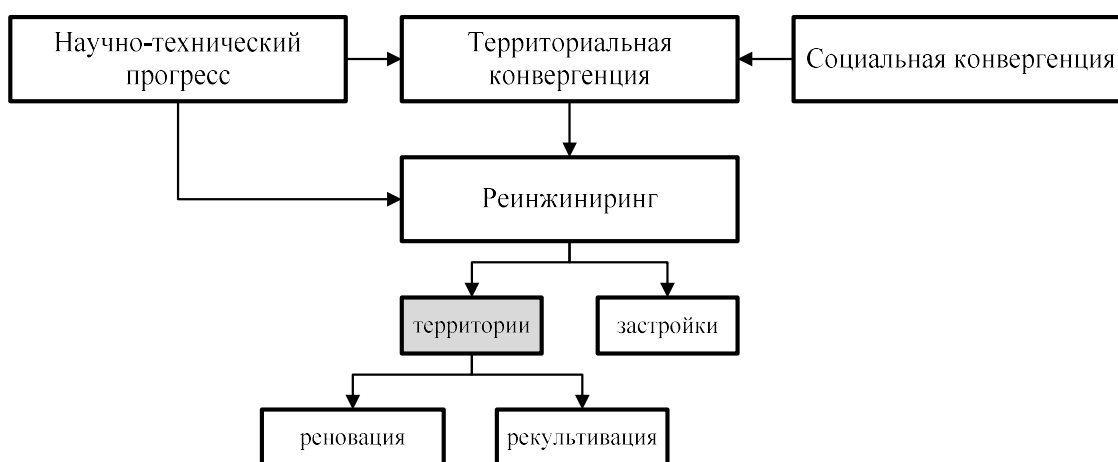 Научно-технический
прогресс
Территориальная
конвергенция
Социальная конвергенция
Реинжиниринг
территории
застройки
реновация
рекультивация